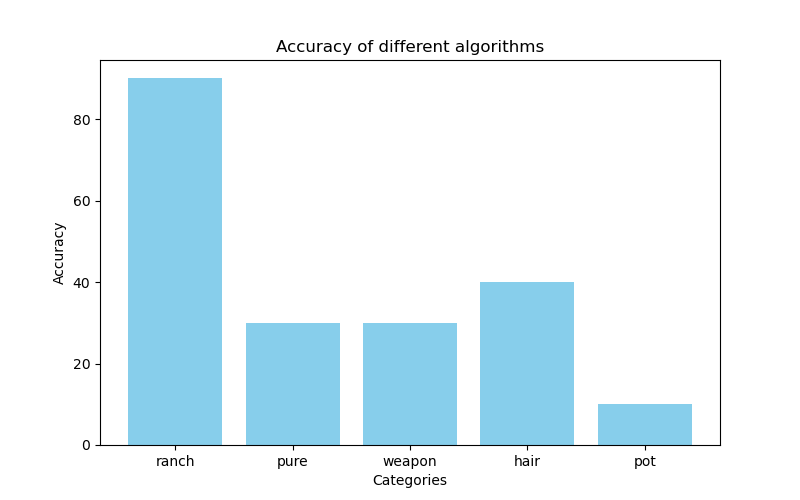 Accuracy of different algorithms
Accuracy
80
60
40
20
0
ranch pure weapon hair pot
Categories